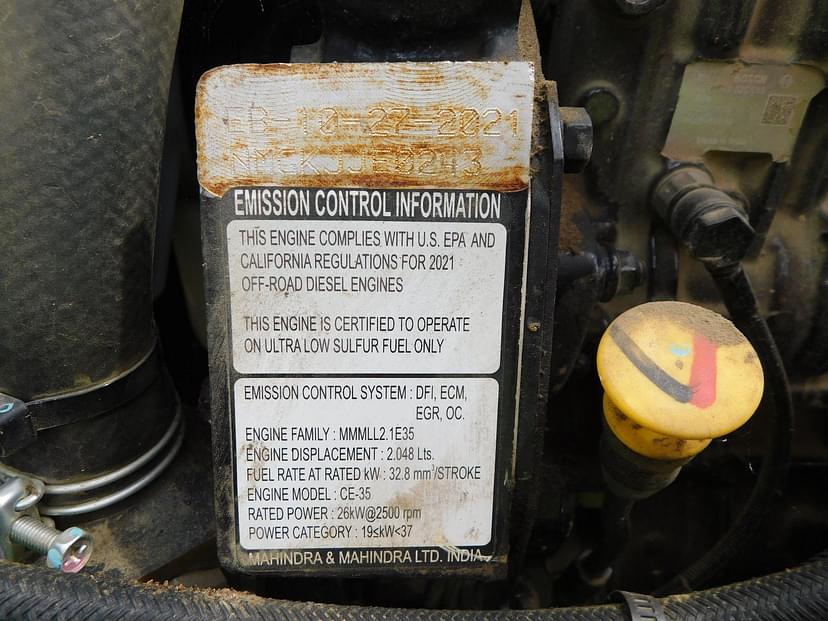 EB-10-27-2021
EMISSION CONTROL INFORMATION
THIS ENGINE COMPLIES WITH U.S. EPA AND
CALIFORNIA REGULATIONS FOR 2021
OFF-ROAD DIESEL ENGINES
THIS ENGINE IS CERTIFIED TO OPERATE
ON ULTRA LOW SULFUR FUEL ONLY
EMISSION CONTROL SYSTEM : DFI, ECM,
EGR, OC.
ENGINE FAMILY : MMMLL2.1E35
ENGINE DISPLACEMENT : 2.048 Lts.
FUEL RATE AT RATED kW : 32.8 mm³/STROKE
ENGINE MODEL : CE-35
RATED POWER : 26kW@2500 rpm
POWER CATEGORY : 19≤kW<37
MAHINDRA & MAHINDRA LTD. INDIA.
BOSCH